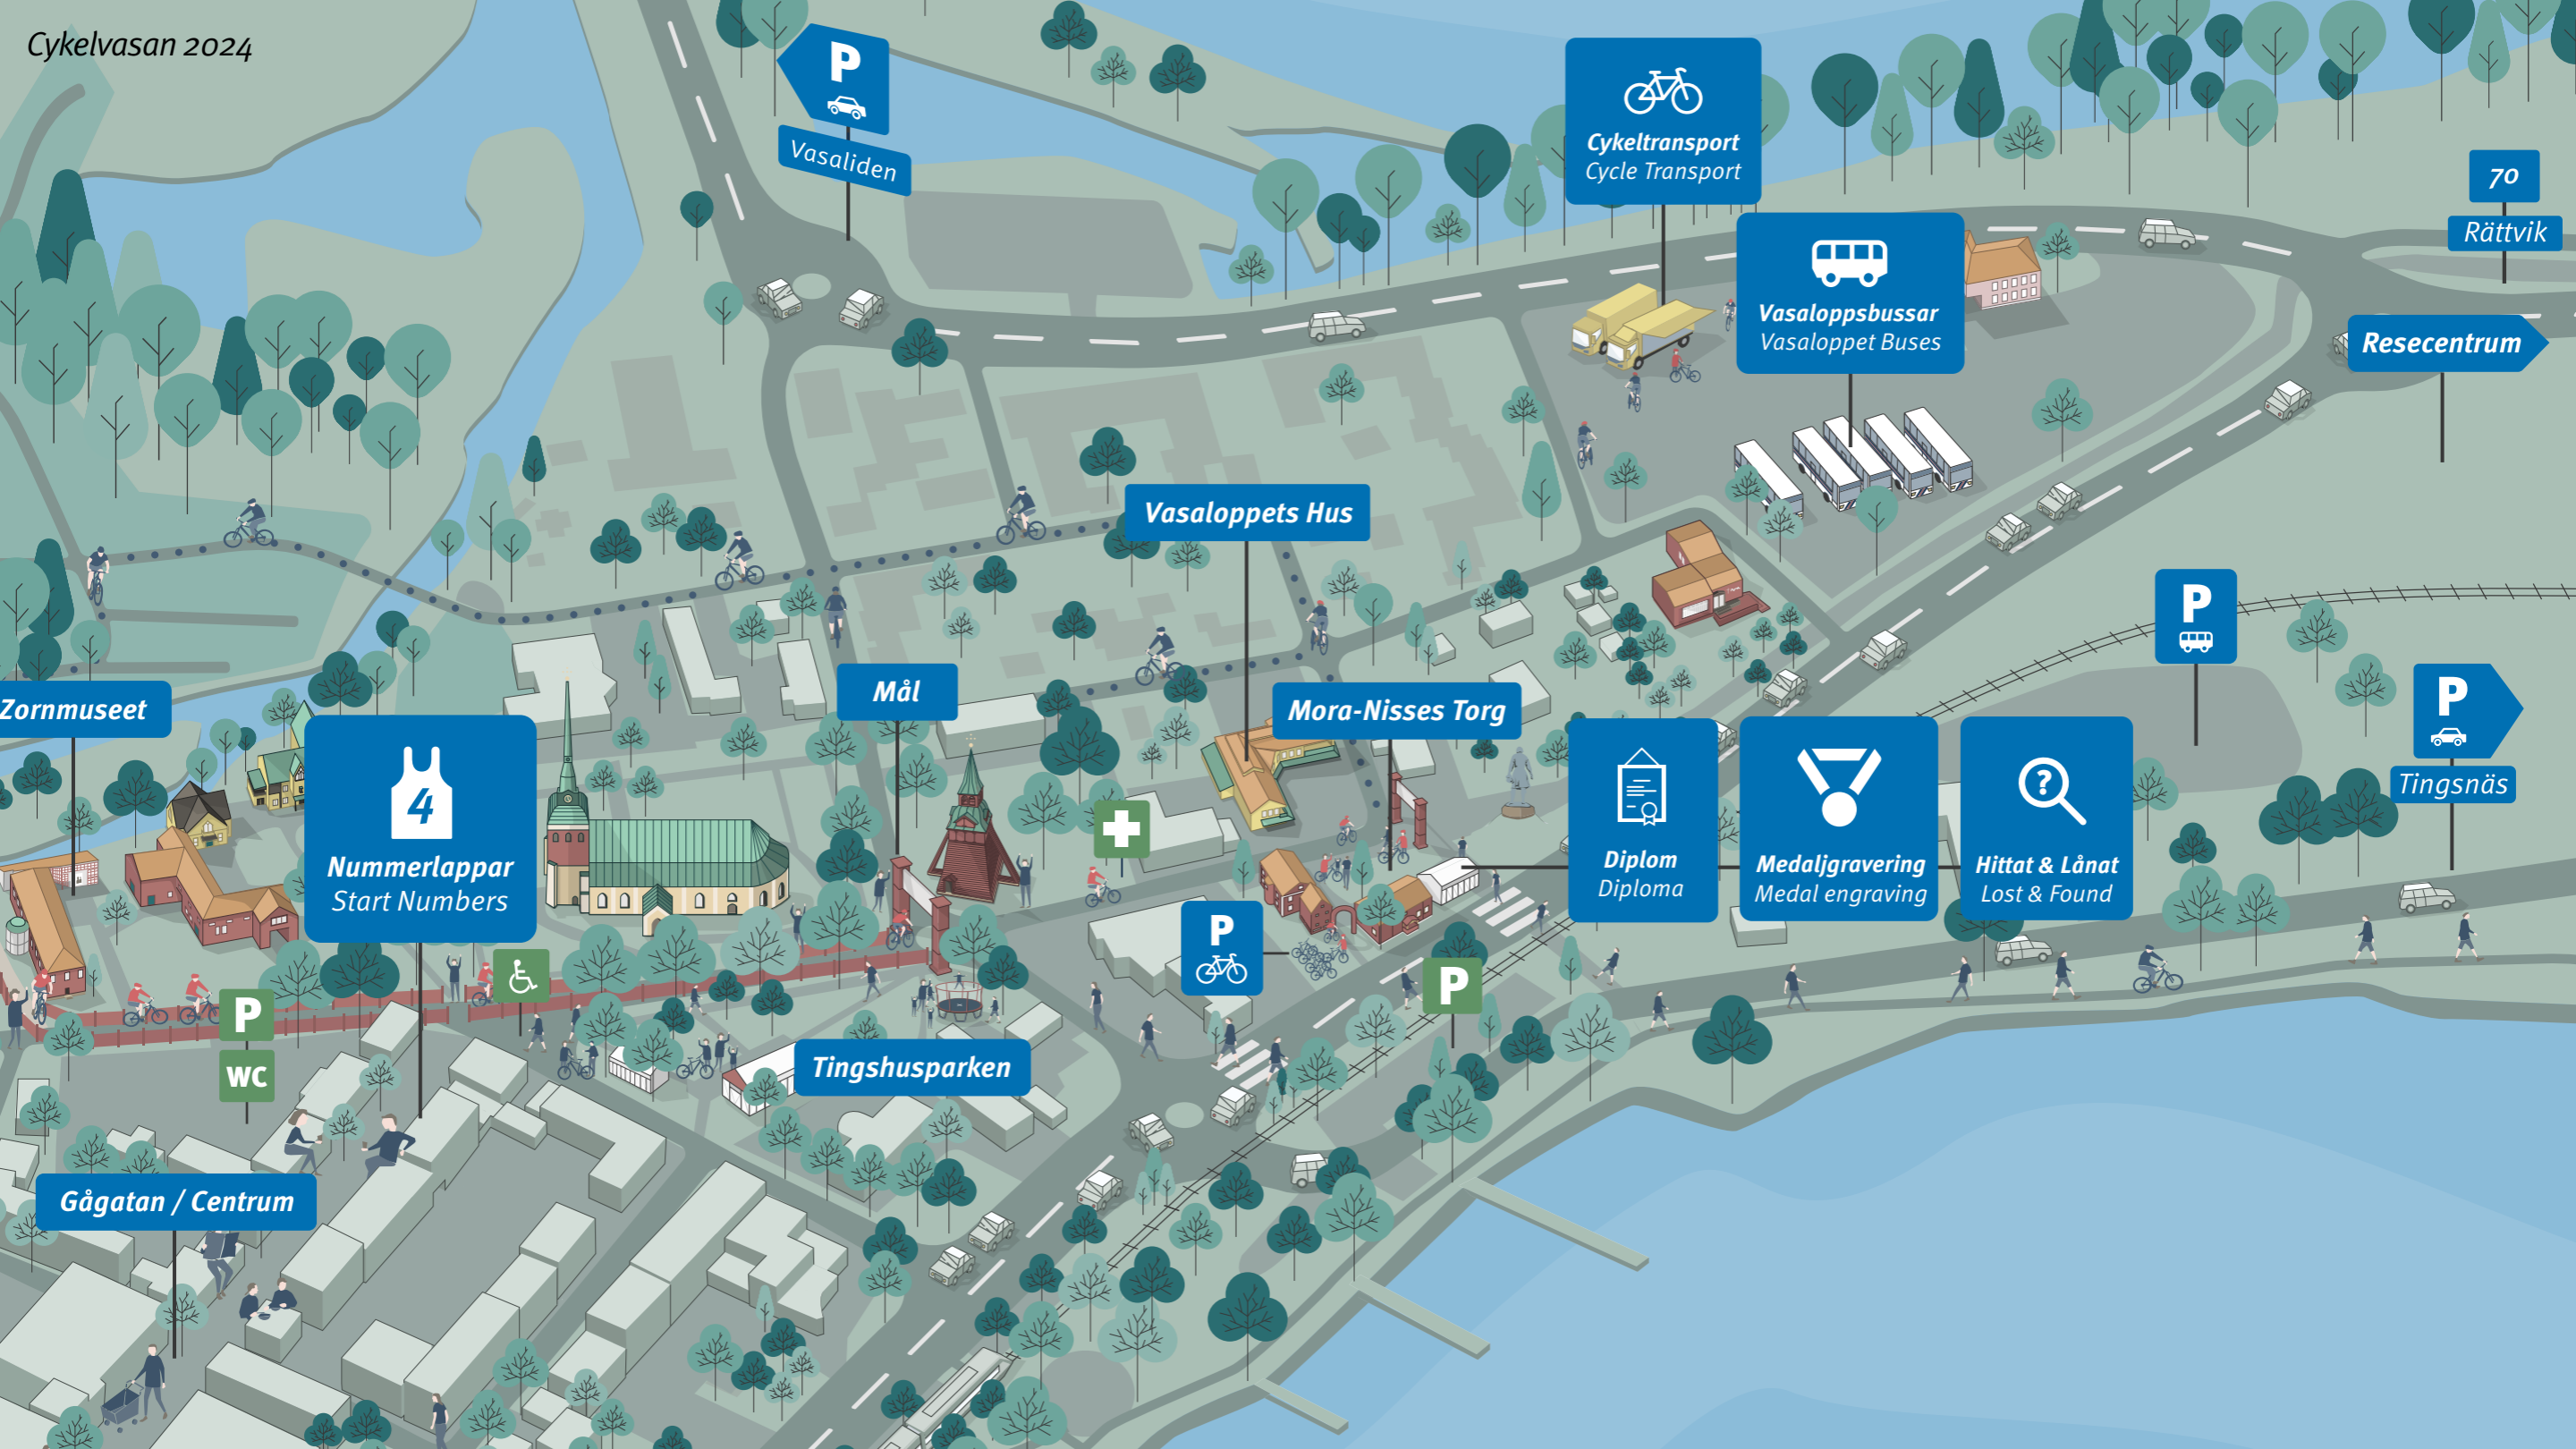 Cykelvasan 2024
P
Vasaliden
Cykeltransport
Cycle Transport
70
Rättvik
Vasaloppsbussar
Vasaloppet Buses
Resecentrum
Vasaloppets Hus
P
Mål
Mora-Nisses Torg
Zornmuseet
P
Tingsnäs
4
Nummerlappar
Start Numbers
Diplom
Diploma
Medaljgravering
Medal engraving
?
Hittat & Lånat
Lost & Found
P
P
P
WC
Tingshusparken
Gågatan / Centrum